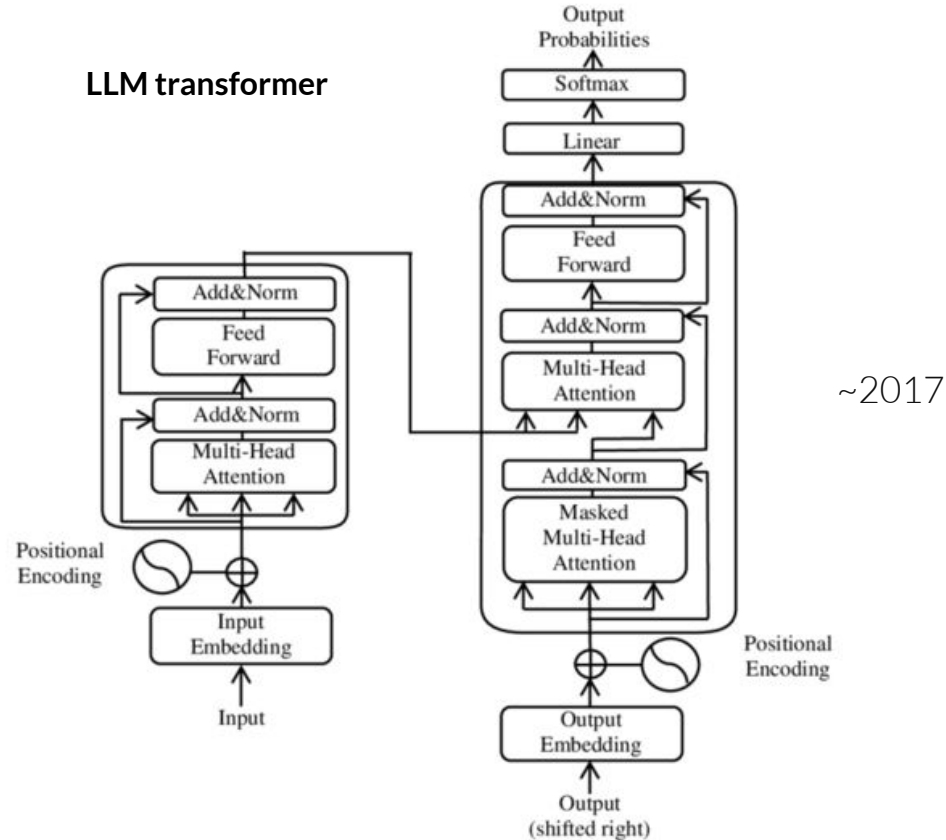 LLM transformer
Output
Probabilities
Softmax
Linear
Add&Norm
Feed
Forward
Add&Norm
Multi-Head
Attention
Add&Norm
Masked
Multi-Head
Attention
Positional
Encoding
Output
Embedding
Output
(shifted right)
Add&Norm
Feed
Forward
Add&Norm
Multi-Head
Attention
Positional
Encoding
Input
Embedding
Input
~2017